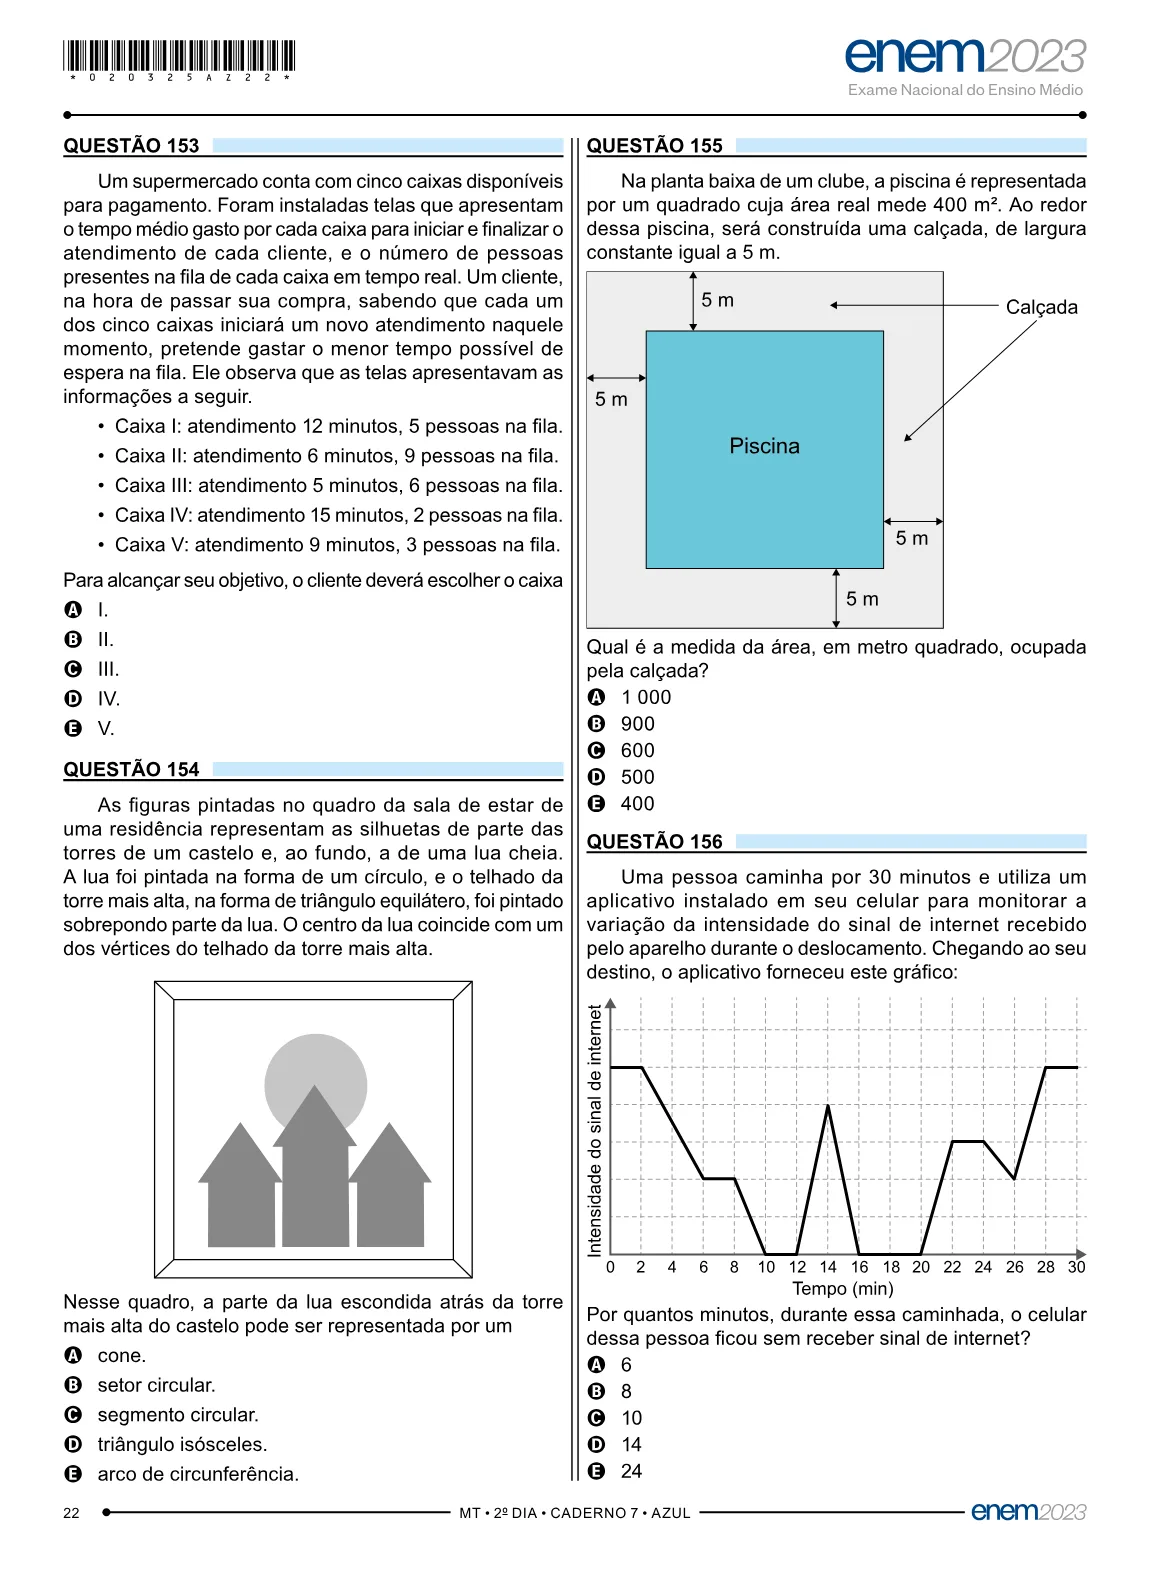 *020325AZ22*
enem2023
Exame Nacional do Ensino Médio
QUESTÃO 153
Um supermercado conta com cinco caixas disponíveis
para pagamento. Foram instaladas telas que apresentam
o tempo médio gasto por cada caixa para iniciar e finalizar o
atendimento de cada cliente, e o número de pessoas
presentes na fila de cada caixa em tempo real. Um cliente,
na hora de passar sua compra, sabendo que cada um
dos cinco caixas iniciará um novo atendimento naquele
momento, pretende gastar o menor tempo possível de
espera na fila. Ele observa que as telas apresentavam as
informações a seguir.
• Caixa I: atendimento 12 minutos, 5 pessoas na fila.
• Caixa II: atendimento 6 minutos, 9 pessoas na fila.
• Caixa III: atendimento 5 minutos, 6 pessoas na fila.
• Caixa IV: atendimento 15 minutos, 2 pessoas na fila.
• Caixa V: atendimento 9 minutos, 3 pessoas na fila.
Para alcançar seu objetivo, o cliente deverá escolher o caixa
A I.
B II.
C III.
D IV.
E V.
QUESTÃO 154
As figuras pintadas no quadro da sala de estar de
uma residência representam as silhuetas de parte das
torres de um castelo e, ao fundo, a de uma lua cheia.
A lua foi pintada na forma de um círculo, e o telhado da
torre mais alta, na forma de triângulo equilátero, foi pintado
sobrepondo parte da lua. O centro da lua coincide com um
dos vértices do telhado da torre mais alta.
Nesse quadro, a parte da lua escondida atrás da torre
mais alta do castelo pode ser representada por um
A cone.
B setor circular.
C segmento circular.
D triângulo isósceles.
E arco de circunferência.
QUESTÃO 155
Na planta baixa de um clube, a piscina é representada
por um quadrado cuja área real mede 400 m². Ao redor
dessa piscina, será construída uma calçada, de largura
constante igual a 5 m.
5 m
Calçada
5 m
Piscina
5 m
5 m
Qual é a medida da área, em metro quadrado, ocupada
pela calçada?
A 1 000
B 900
C 600
D 500
E 400
QUESTÃO 156
Uma pessoa caminha por 30 minutos e utiliza um
aplicativo instalado em seu celular para monitorar a
variação da intensidade do sinal de internet recebido
pelo aparelho durante o deslocamento. Chegando ao seu
destino, o aplicativo forneceu este gráfico:
Intensidade do sinal de internet
0 2 4 6 8 10 12 14 16 18 20 22 24 26 28 30
Tempo (min)
Por quantos minutos, durante essa caminhada, o celular
dessa pessoa ficou sem receber sinal de internet?
A 6
B 8
C 10
D 14
E 24
22
MT • 2º DIA • CADERNO 7 • AZUL
enem2023